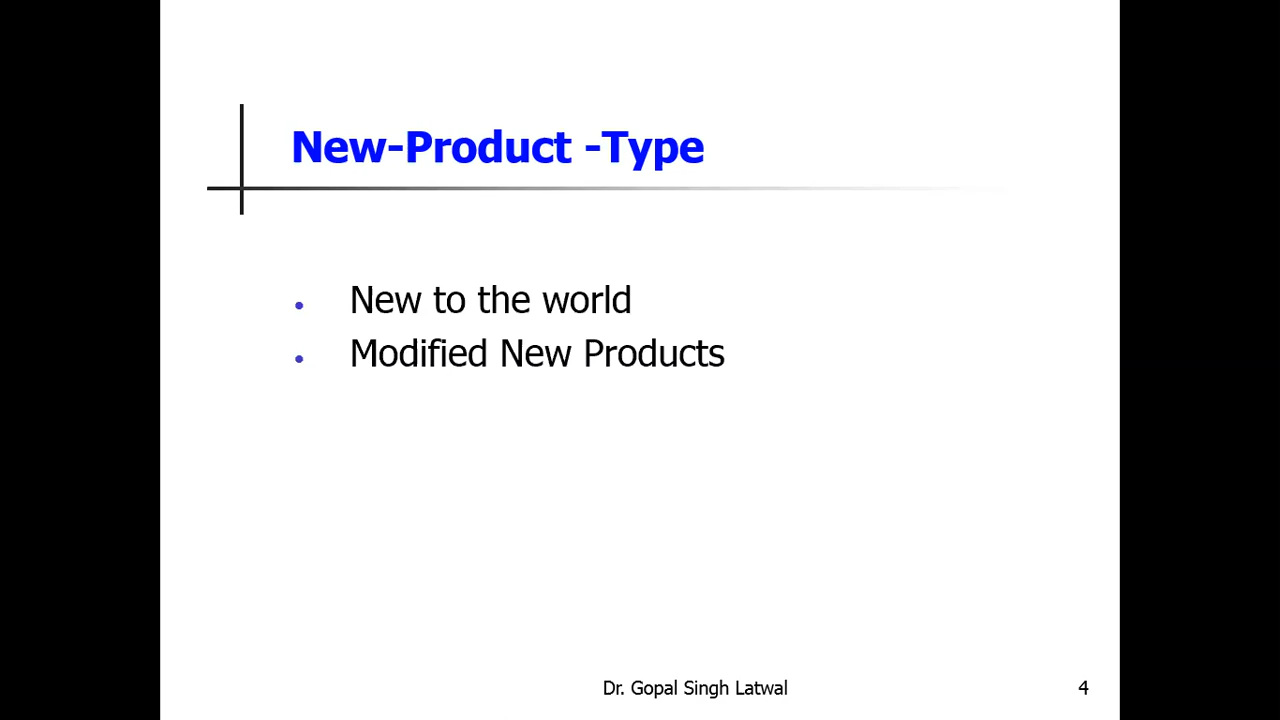 New-Product -Type
• New to the world
• Modified New Products
Dr. Gopal Singh Latwal
4